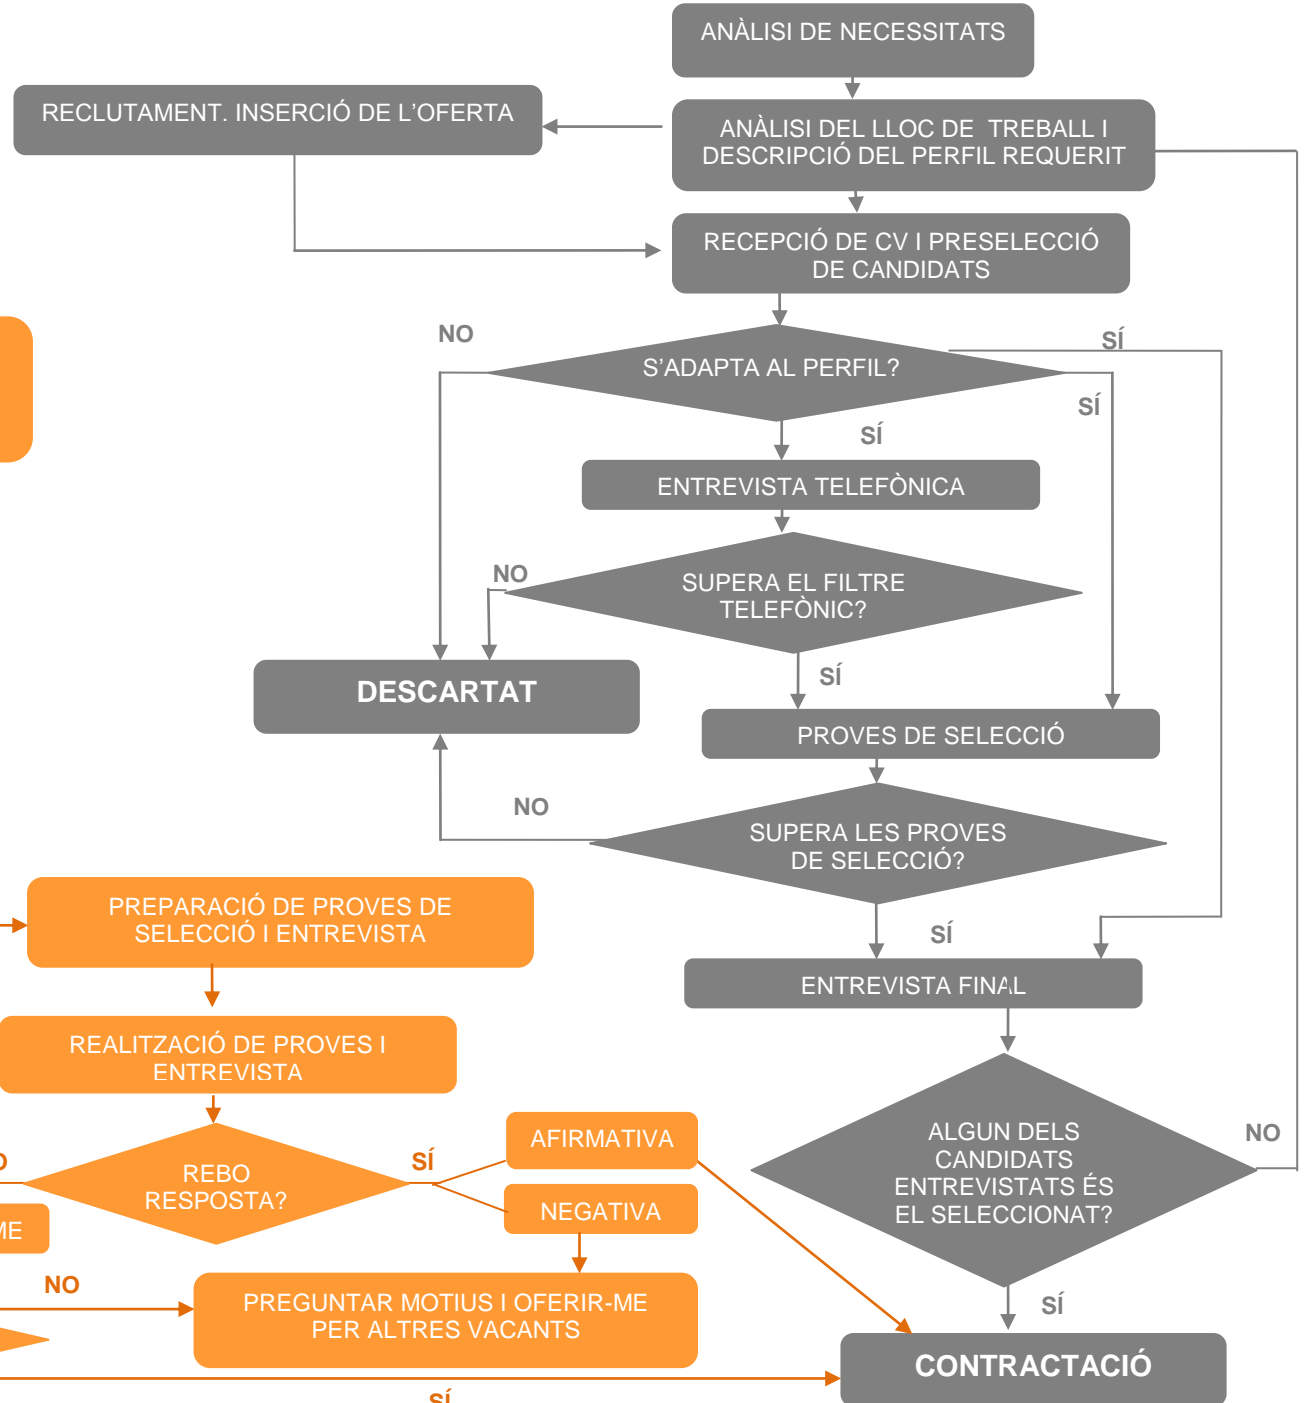 ANÀLISI DE NECESSITATS
RECLUTAMENT. INSERCIÓ DE L'OFERTA
ANÀLISI DEL LLOC DE TREBALL I
DESCRIPCIÓ DEL PERFIL REQUERIT
RECEPCIÓ DE CV I PRESELECCIÓ
DE CANDIDATS
NO
SÍ
S'ADAPTA AL PERFIL?
SÍ
SÍ
ENTREVISTA TELEFÒNICA
NO
SUPERA EL FILTRE
TELEFÒNIC?
SÍ
DESCARTAT
PROVES DE SELECCIÓ
NO
SUPERA LES PROVES
DE SELECCIÓ?
SÍ
PREPARACIÓ DE PROVES DE
SELECCIÓ I ENTREVISTA
ENTREVISTA FINAL
REALITZACIÓ DE PROVES I
ENTREVISTA
REBO
RESPOSTA?
SÍ
AFIRMATIVA
NEGATIVA
ALGUN DELS
CANDIDATS
ENTREVISTATS ÉS
EL SELECCIONAT?
NO
ME
NO
PREGUNTAR MOTIUS I OFERIR-ME
PER ALTRES VACANTS
SÍ
CONTRACTACIÓ
SÍ